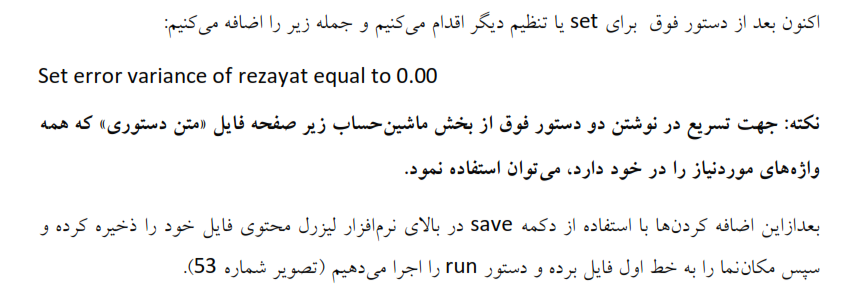 اکنون بعد از دستور فوق برای set یا تنظیم دیگر اقدام می‌کنیم و جمله زیر را اضافه می‌کنیم:
Set error variance of rezayat equal to 0.00
نکته: جهت تسریع در نوشتن دو دستور فوق از بخش ماشین‌حساب زیر صفحه فایل «متن دستوری» که همه
واژه‌های موردنیاز را در خود دارد، می‌توان استفاده نمود.
بعدازاین اضافه کردن‌ها با استفاده از دکمه save در بالای نرم‌افزار لیزرل محتوی فایل خود را ذخیره کرده و
سپس مکان‌نما را به خط اول فایل برده و دستور run را اجرا می‌دهیم (تصویر شماره 53).